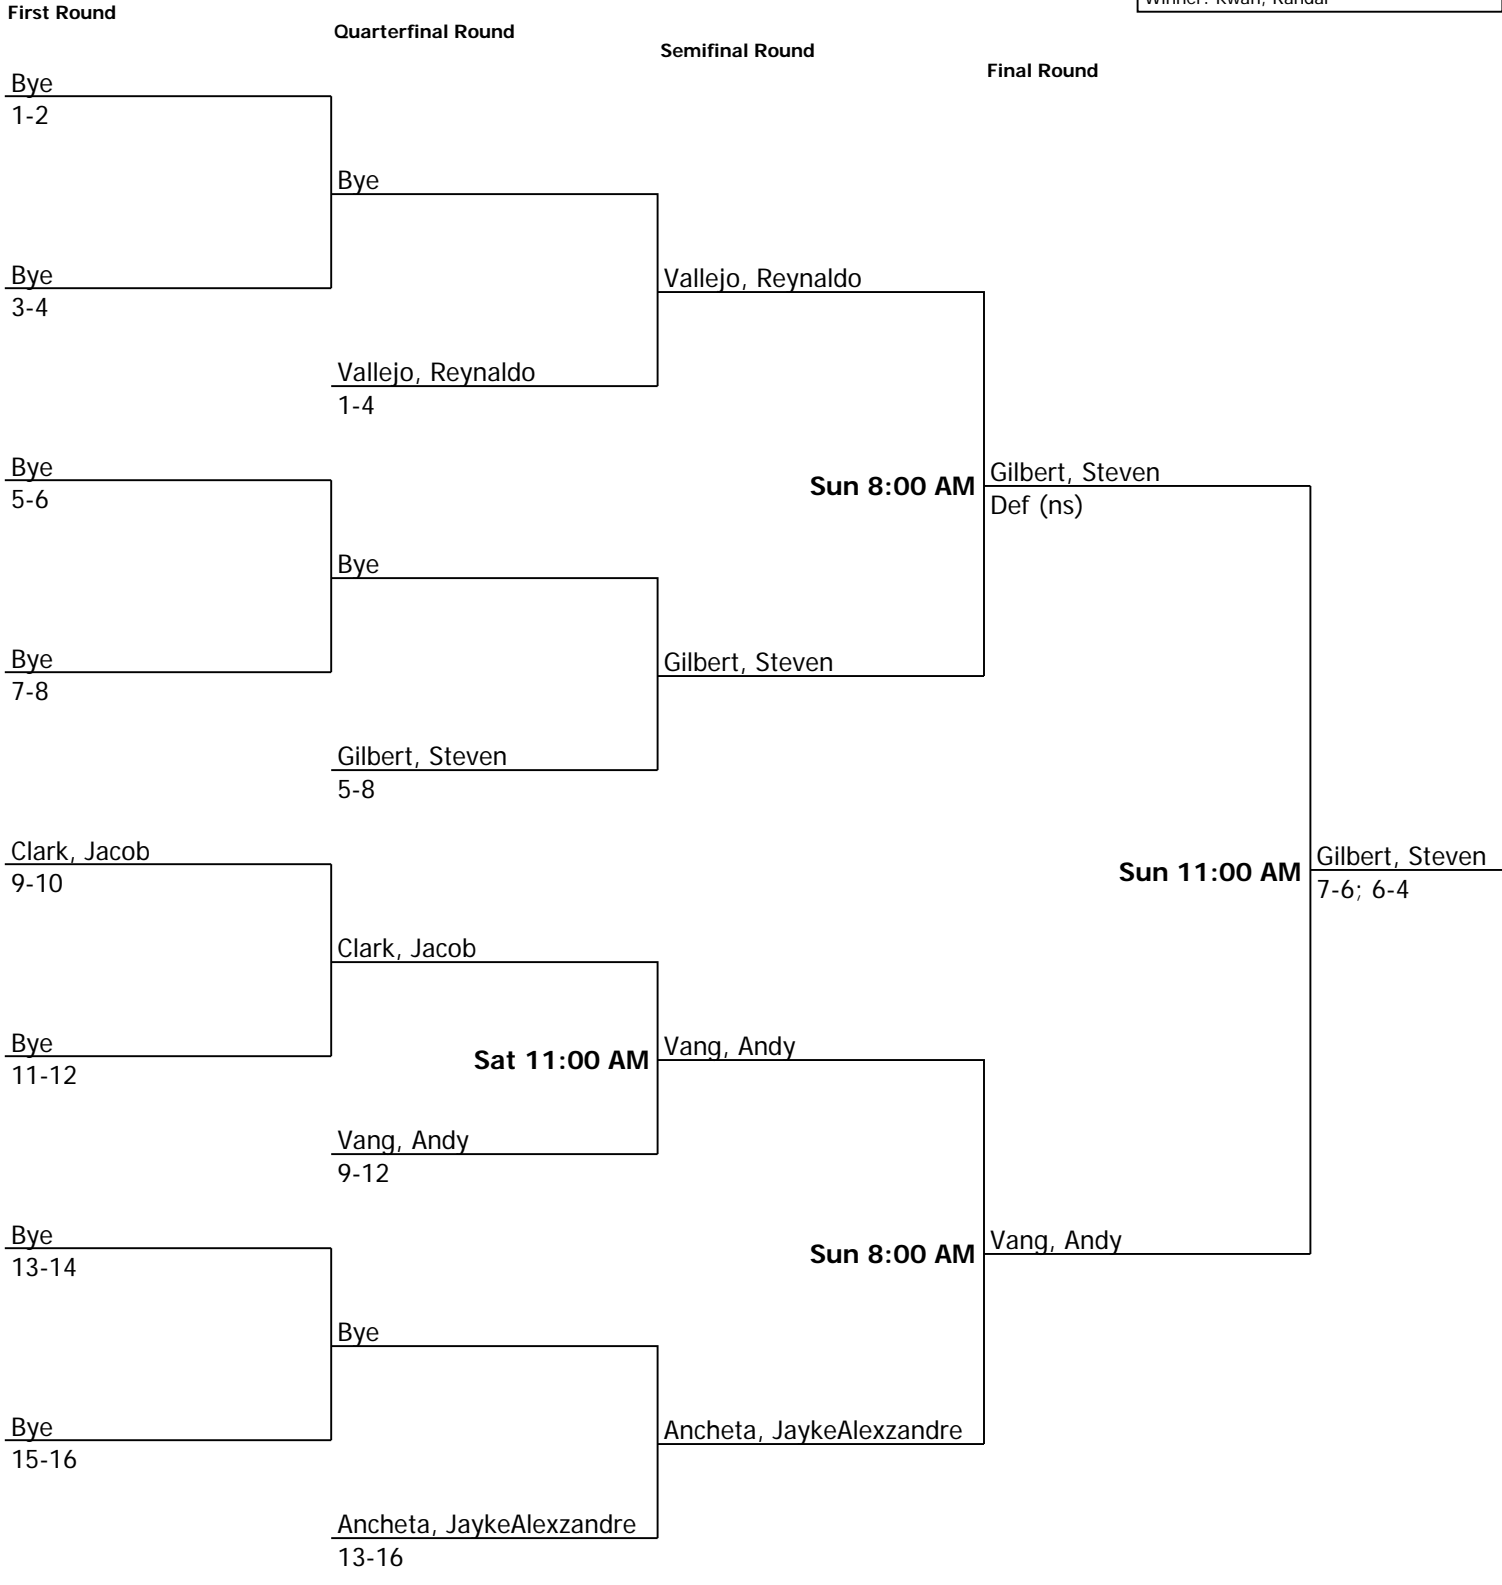 Winner: Kwan, Randal
First Round
Quarterfinal Round
Semifinal Round
Final Round
Bye
1-2
Bye
Bye
3-4
Vallejo, Reynaldo
Vallejo, Reynaldo
1-4
Bye
5-6
Sun 8:00 AM
Gilbert, Steven
Def (ns)
Bye
Bye
7-8
Gilbert, Steven
Gilbert, Steven
5-8
Clark, Jacob
9-10
Sun 11:00 AM
Gilbert, Steven
7-6; 6-4
Clark, Jacob
Bye
11-12
Sat 11:00 AM
Vang, Andy
Vang, Andy
9-12
Bye
13-14
Sun 8:00 AM
Vang, Andy
Bye
Bye
15-16
Ancheta, JaykeAlexzandre
Ancheta, JaykeAlexzandre
13-16